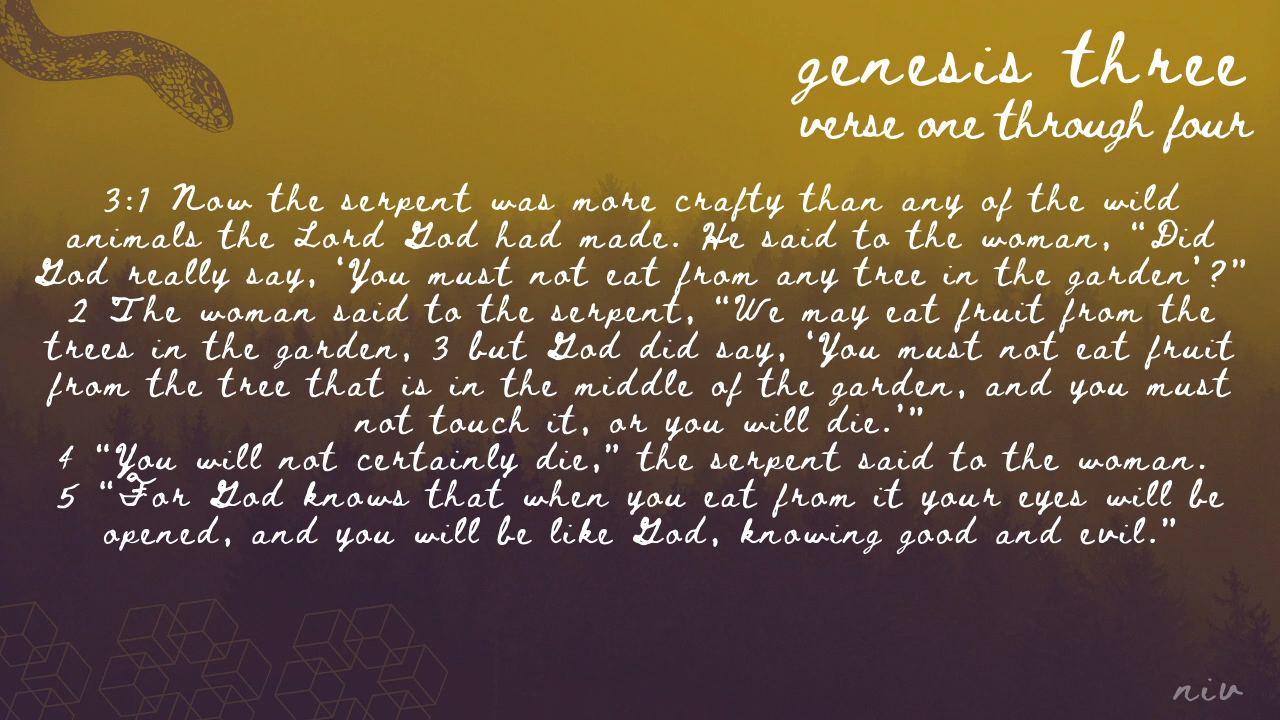 genesis three
verse one through four
3:1 Now the serpent was more crafty than any of the wild
animals the Lord God had made. He said to the woman, “Did
God really say, ‘You must not eat from any tree in the garden’?”
2 The woman said to the serpent, “We may eat fruit from the
trees in the garden, 3 but God did say, ‘You must not eat fruit
from the tree that is in the middle of the garden, and you must
not touch it, or you will die.’”
4 “You will not certainly die,” the serpent said to the woman.
5 “For God knows that when you eat from it your eyes will be
opened, and you will be like God, knowing good and evil.”
niv